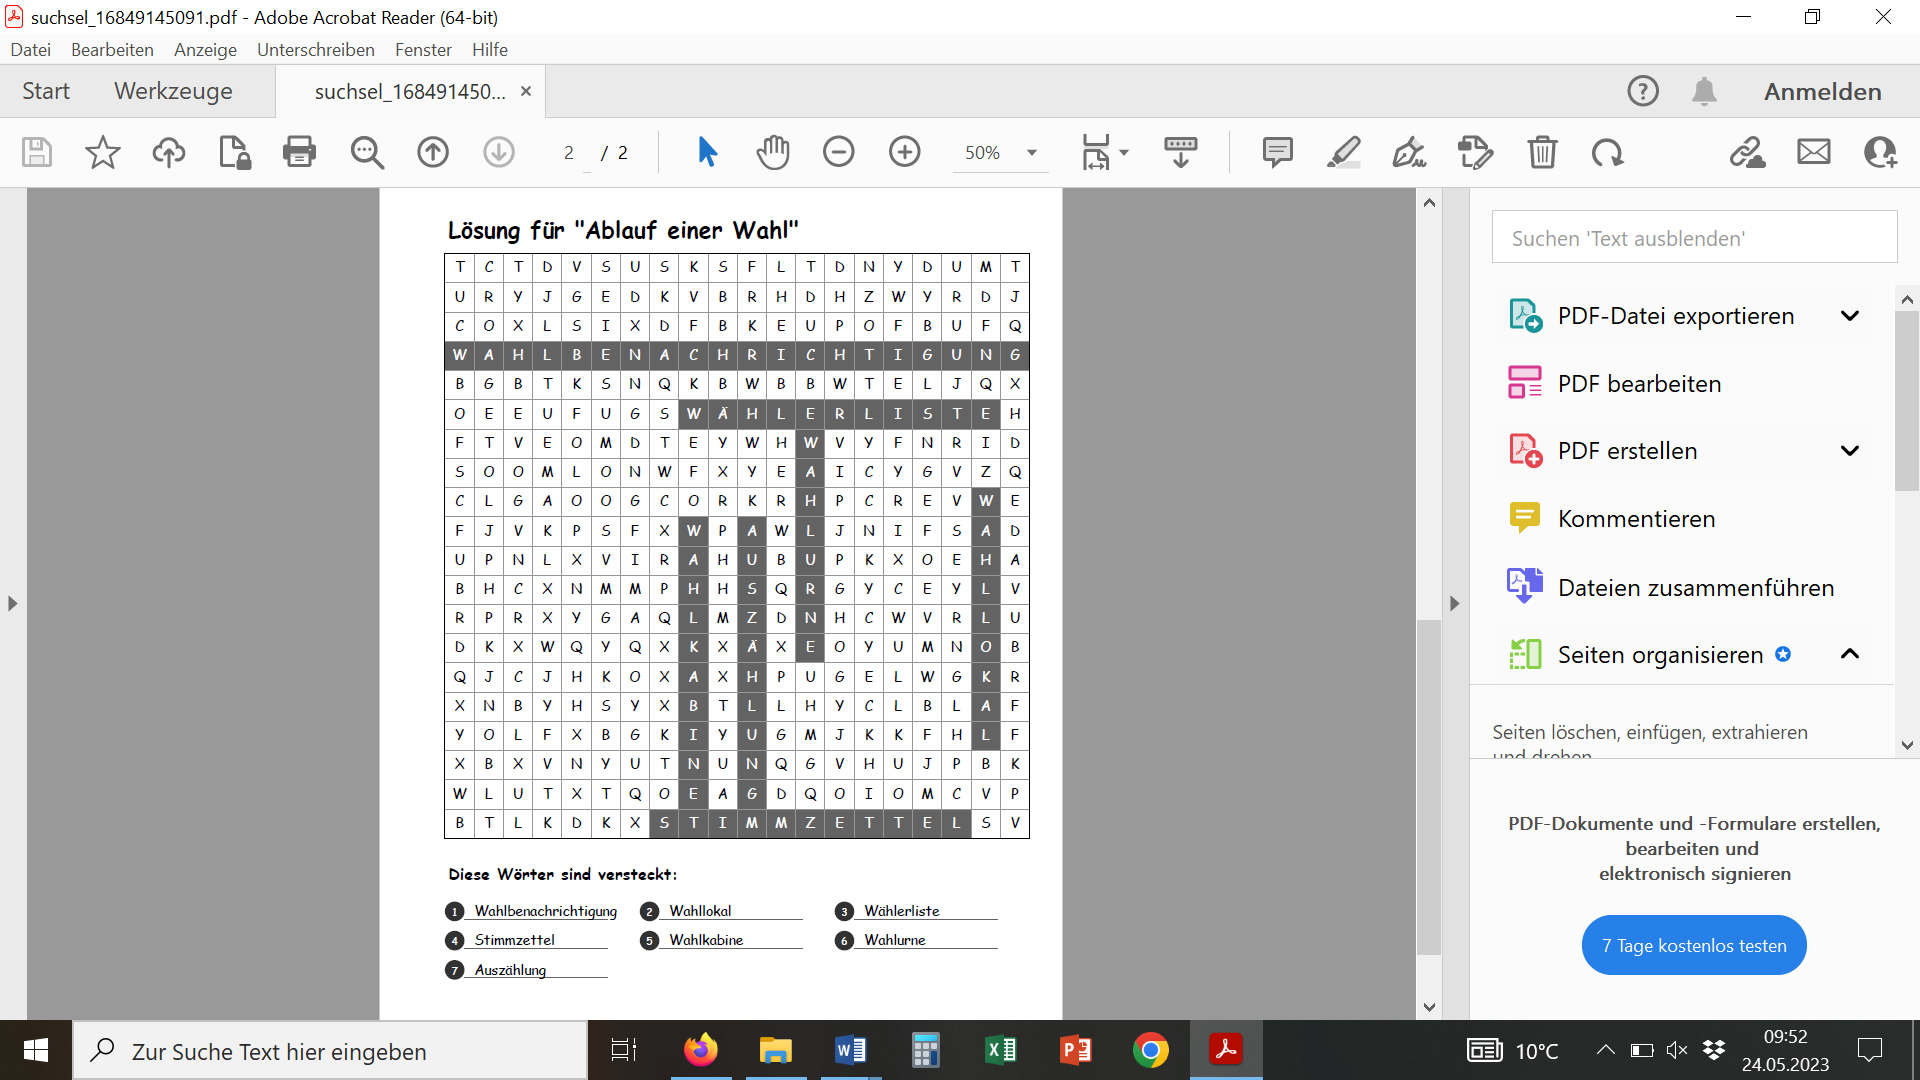 suchsel_16849145091.pdf - Adobe Acrobat Reader (64-bit)
Datei Bearbeiten Anzeige Unterschreiben Fenster Hilfe
Start Werkzeuge suchsel_168491450... × Anmelden
2 / 2 50%
Lösung für "Ablauf einer Wahl"
T C T D V S U S K S F L T D N Y D U M T
U R Y J G E D K V B R H D H Z W Y R D J
C O X L S I X D F B K E U P O F B U F Q
W A H L B E N A C H R I C H T I G U N G
B G B T K S N Q K B W B B W T E L J Q X
O E E U F U G S W Ä H L E R L I S T E H
F T V E O M D T E Y W H W V Y F N R I D
S O O M L O N W F X Y E A I C Y G V Z Q
C L G A O O G C O R K R H P C R E V W E
F J V K P S F X W P A W L J N I F S A D
U P N L X V I R A H U B U P K X O E H A
B H C X N M M P H H S Q R G Y C E Y L V
R P R X Y G A Q L M Z D N H C W V R L U
D K X W Q Y Q X K X Ä X E O Y U M N O B
Q J C J H K O X A X H P U G E L W G K R
X N B Y H S Y X B T L L H Y C L B L A F
Y O L F X B G K I Y U G M J K K F H L F
X B X V N Y U T N U N Q G V H U J P B K
W L U T X T Q O E A G D Q O I O M C V P
B T L K D K X S T I M M Z E T T E L S V
Diese Wörter sind versteckt:
1 Wahlbenachrichtigung 2 Wahllokal 3 Wählerliste
4 Stimmzettel 5 Wahlkabine 6 Wahlurne
7 Auszählung
Suchen 'Text ausblenden'
PDF-Datei exportieren
PDF bearbeiten
PDF erstellen
Kommentieren
Dateien zusammenführen
Seiten organisieren
Seiten löschen, einfügen, extrahieren
und drehen
PDF-Dokumente und -Formulare erstellen,
bearbeiten und
elektronisch signieren
7 Tage kostenlos testen
Zur Suche Text hier eingeben
10°C
09:52
24.05.2023